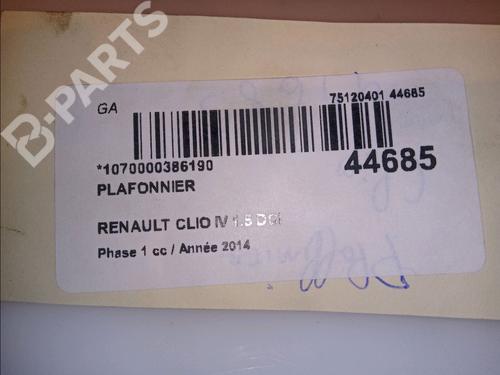 B-PARTS
GA
75120401 44685
*1070000386190
44685
PLAFONNIER
RENAULT CLIO IV 1.5 DCI
Phase 1 cc / Année 2014